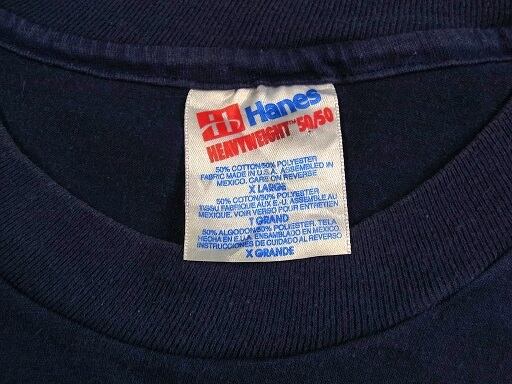 H Hanes
HEAVYWEIGHT™ 50/50
50% COTTON/50% POLYESTER
FABRIC MADE IN U.S.A. ASSEMBLED IN
MEXICO. CARE ON REVERSE
X LARGE
50% COTON/50% POLYESTER
TISSU FABRIQUE AUX E.-U. ASSEMBLE AU
MEXIQUE. VOIR VERSO POUR ENTRETIEN
T GRAND
50% ALGODON/50% POLIESTER. TELA
HECHA EN E.U.A. ENSAMBLADO EN MEXICO.
INSTRUCCIONES DE CUIDADO AL REVERSO
X GRANDE